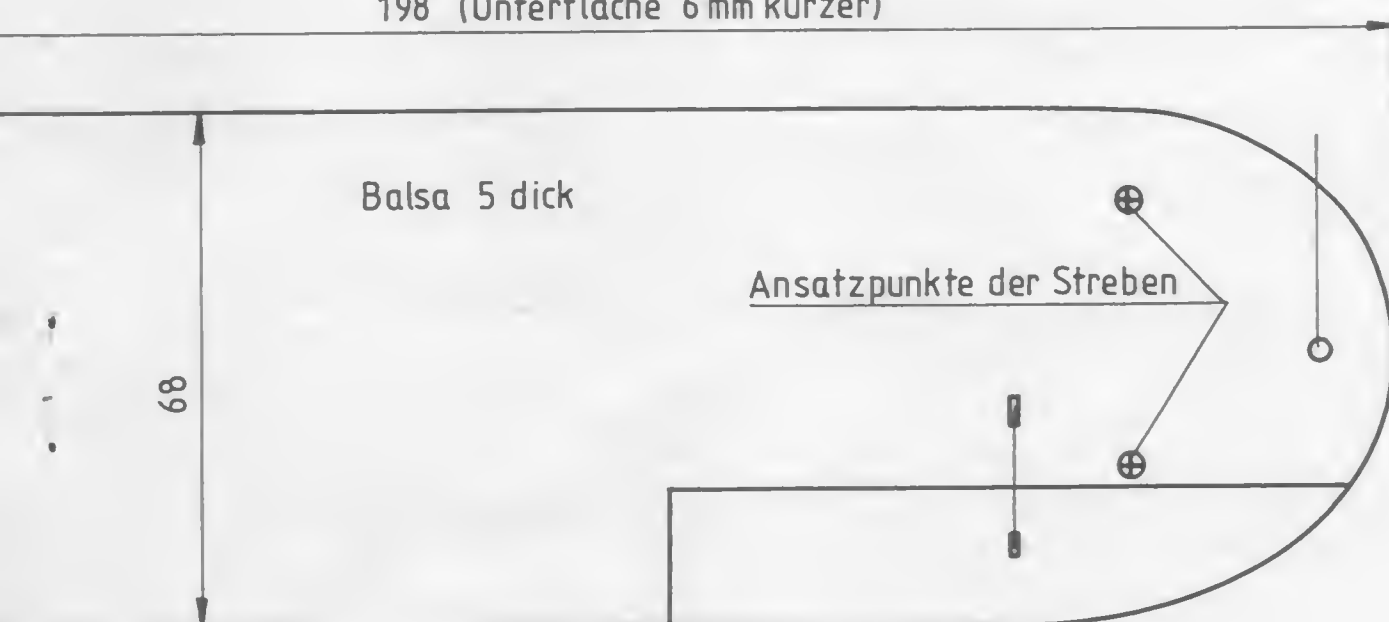 198 (Unterfläche 6 mm kürzer)
Balsa 5 dick
Ansatzpunkte der Streben
68